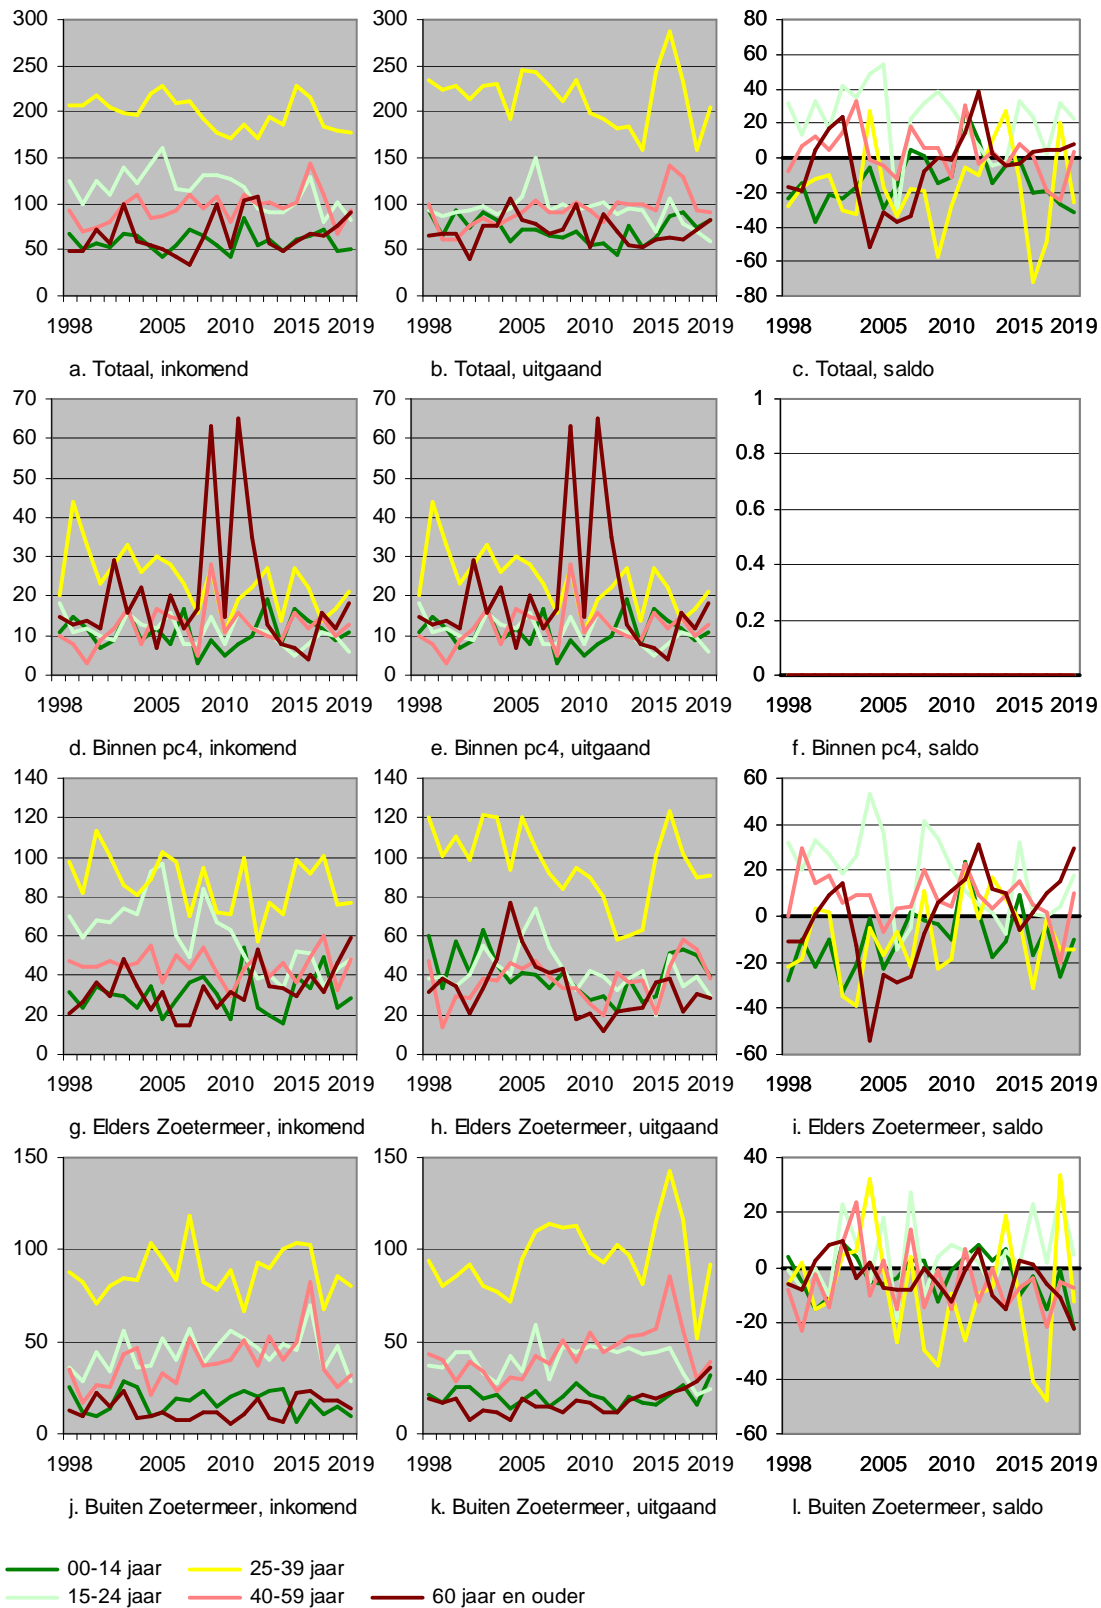 300 300 80
250 250 60
200 200 40
20
150 150 0
100 100 -20
-40
50 50 -60
0 0 -80
1998 2005 2010 2015 2019 1998 2005 2010 2015 2019 1998 2005 2010 2015 2019
a. Totaal, inkomend b. Totaal, uitgaand c. Totaal, saldo
70 70 1
60 60 0.8
50 50
40 40 0.6
30 30 0.4
20 20
10 10 0.2
0 0 0
1998 2005 2010 2015 2019 1998 2005 2010 2015 2019 1998 2005 2010 2015 2019
d. Binnen pc4, inkomend e. Binnen pc4, uitgaand f. Binnen pc4, saldo
140 140 60
120 120 40
100 100 20
80 80
60 60 0
40 40 -20
20 20 -40
0 0 -60
1998 2005 2010 2015 2019 1998 2005 2010 2015 2019 1998 2005 2010 2015 2019
g. Elders Zoetermeer, inkomend h. Elders Zoetermeer, uitgaand i. Elders Zoetermeer, saldo
150 150 40
20
100 100 0
50 50 -20
-40
0 0 -60
1998 2005 2010 2015 2019 1998 2005 2010 2015 2019 1998 2005 2010 2015 2019
j. Buiten Zoetermeer, inkomend k. Buiten Zoetermeer, uitgaand l. Buiten Zoetermeer, saldo
00-14 jaar 25-39 jaar
15-24 jaar 40-59 jaar 60 jaar en ouder